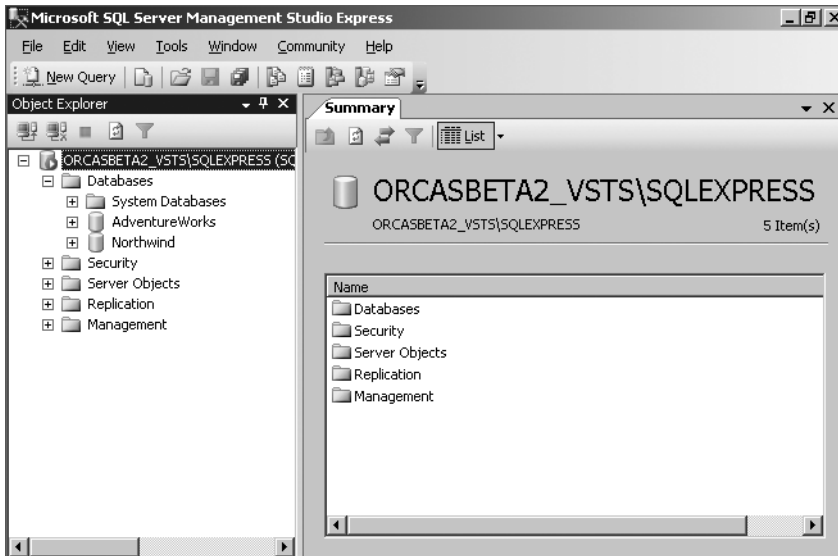 Microsoft SQL Server Management Studio Express
File Edit View Tools Window Community Help
New Query
Object Explorer
ORCASBETA2_VSTS\SQLEXPRESS (SQ
Databases
System Databases
AdventureWorks
Northwind
Security
Server Objects
Replication
Management
Summary
List
ORCASBETA2_VSTS\SQLEXPRESS
ORCASBETA2_VSTS\SQLEXPRESS 5 Item(s)
Name
Databases
Security
Server Objects
Replication
Management